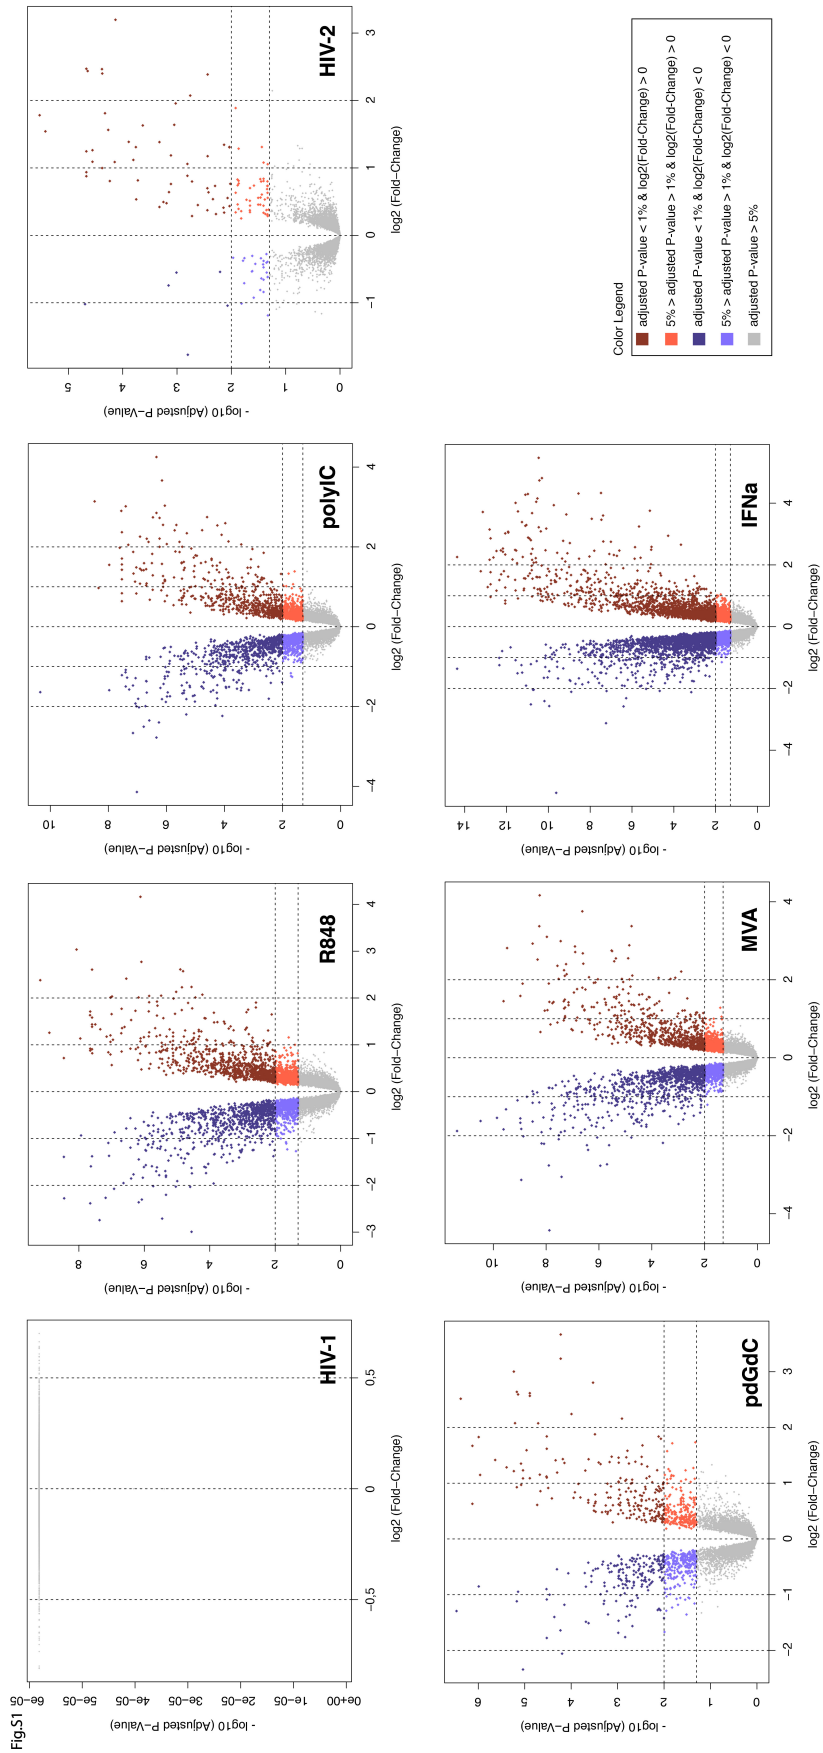 Fig.S1
HIV-1
- log10 (Adjusted P-Value)
0e+00
1e-05
2e-05
3e-05
4e-05
5e-05
6e-05
-0,5
0
0,5
log2 (Fold-Change)
R848
- log10 (Adjusted P-Value)
0
2
4
6
8
-3
-2
-1
0
1
2
3
4
log2 (Fold-Change)
polyIC
- log10 (Adjusted P-Value)
0
2
4
6
8
10
-4
-2
0
2
4
log2 (Fold-Change)
HIV-2
- log10 (Adjusted P-Value)
0
1
2
3
4
5
-1
0
1
2
3
log2 (Fold-Change)
pdGdC
- log10 (Adjusted P-Value)
0
1
2
3
4
5
6
-2
-1
0
1
2
3
log2 (Fold-Change)
MVA
- log10 (Adjusted P-Value)
0
2
4
6
8
10
-4
-2
0
2
4
log2 (Fold-Change)
IFNa
- log10 (Adjusted P-Value)
0
2
4
6
8
10
12
14
-4
-2
0
2
4
log2 (Fold-Change)
Color Legend
adjusted P-value < 1% & log2(Fold-Change) > 0
5% > adjusted P-value > 1% & log2(Fold-Change) > 0
adjusted P-value < 1% & log2(Fold-Change) < 0
5% > adjusted P-value > 1% & log2(Fold-Change) < 0
adjusted P-value > 5%